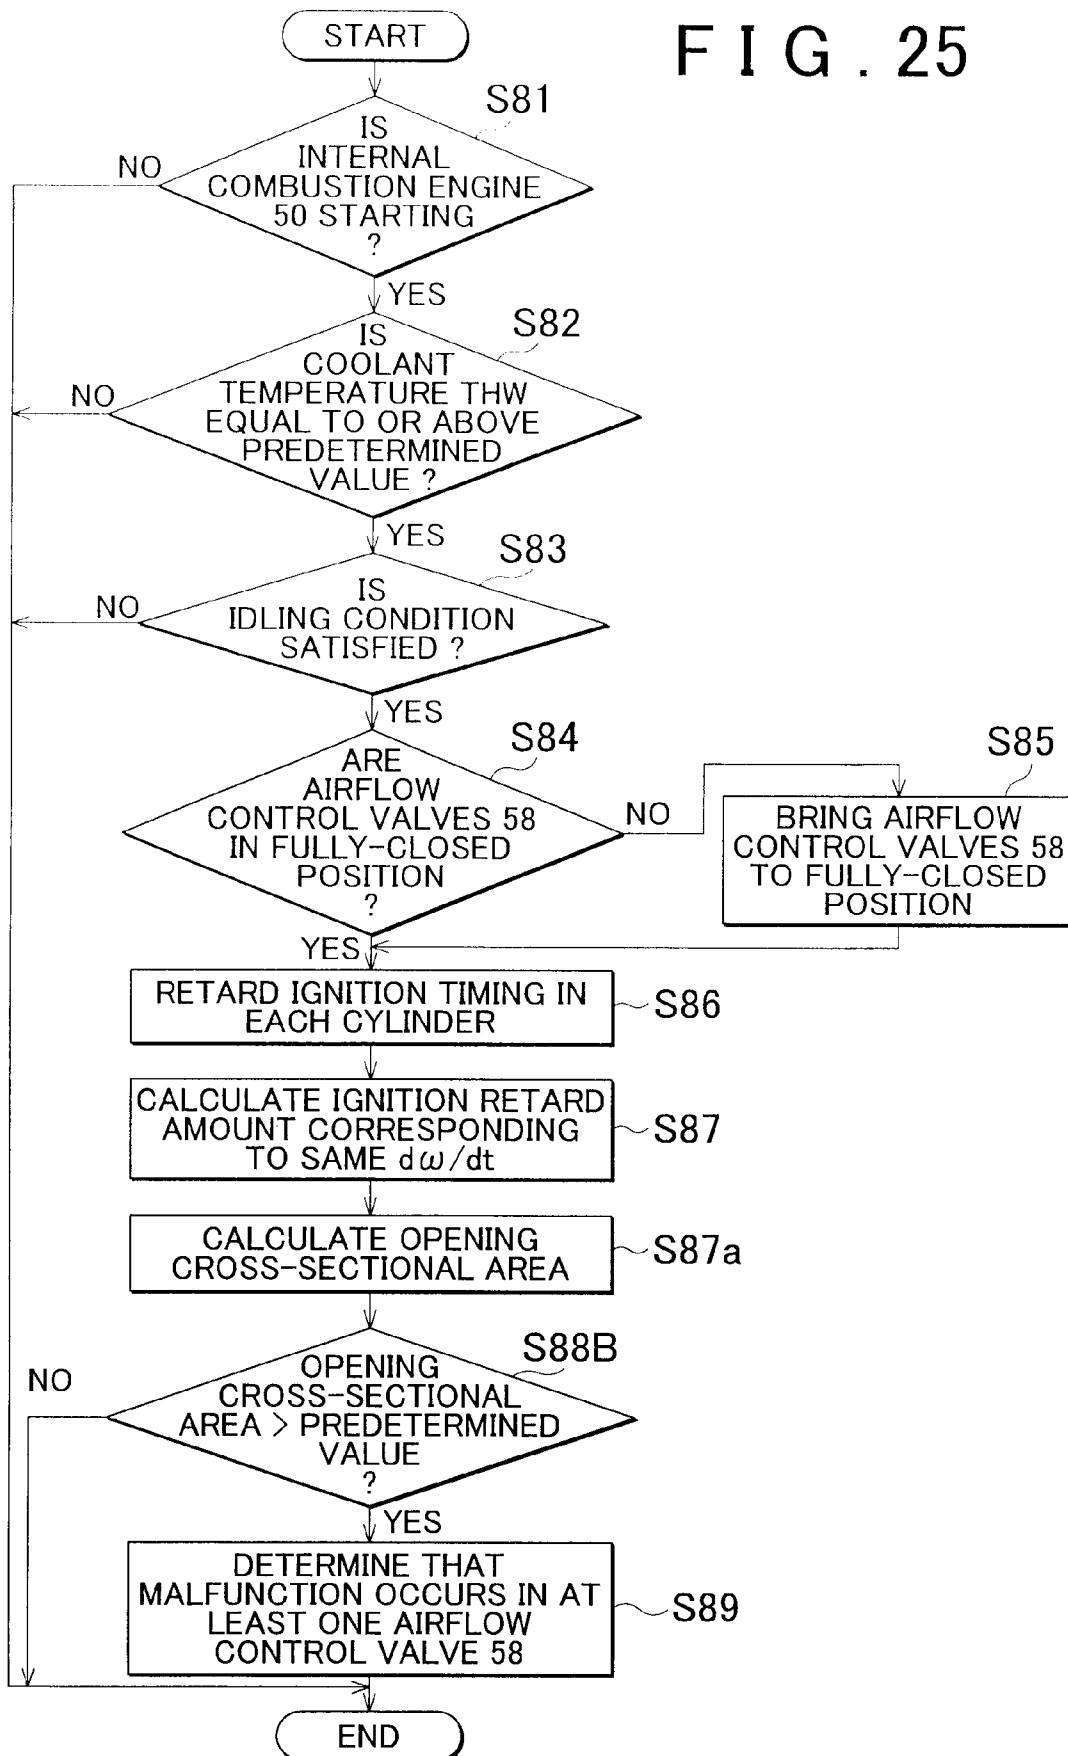 START
F I G . 25
S81
IS
INTERNAL
COMBUSTION ENGINE
50 STARTING
?
NO
YES
S82
IS
COOLANT
TEMPERATURE THW
EQUAL TO OR ABOVE
PREDETERMINED
VALUE ?
NO
YES
S83
IS
IDLING CONDITION
SATISFIED ?
NO
YES
S84
ARE
AIRFLOW
CONTROL VALVES 58
IN FULLY-CLOSED
POSITION
?
NO
S85
BRING AIRFLOW
CONTROL VALVES 58
TO FULLY-CLOSED
POSITION
YES
RETARD IGNITION TIMING IN
EACH CYLINDER
S86
CALCULATE IGNITION RETARD
AMOUNT CORRESPONDING
TO SAME dω/dt
S87
CALCULATE OPENING
CROSS-SECTIONAL AREA
S87a
S88B
OPENING
CROSS-SECTIONAL
AREA > PREDETERMINED
VALUE
?
NO
YES
DETERMINE THAT
MALFUNCTION OCCURS IN AT
LEAST ONE AIRFLOW
CONTROL VALVE 58
S89
END